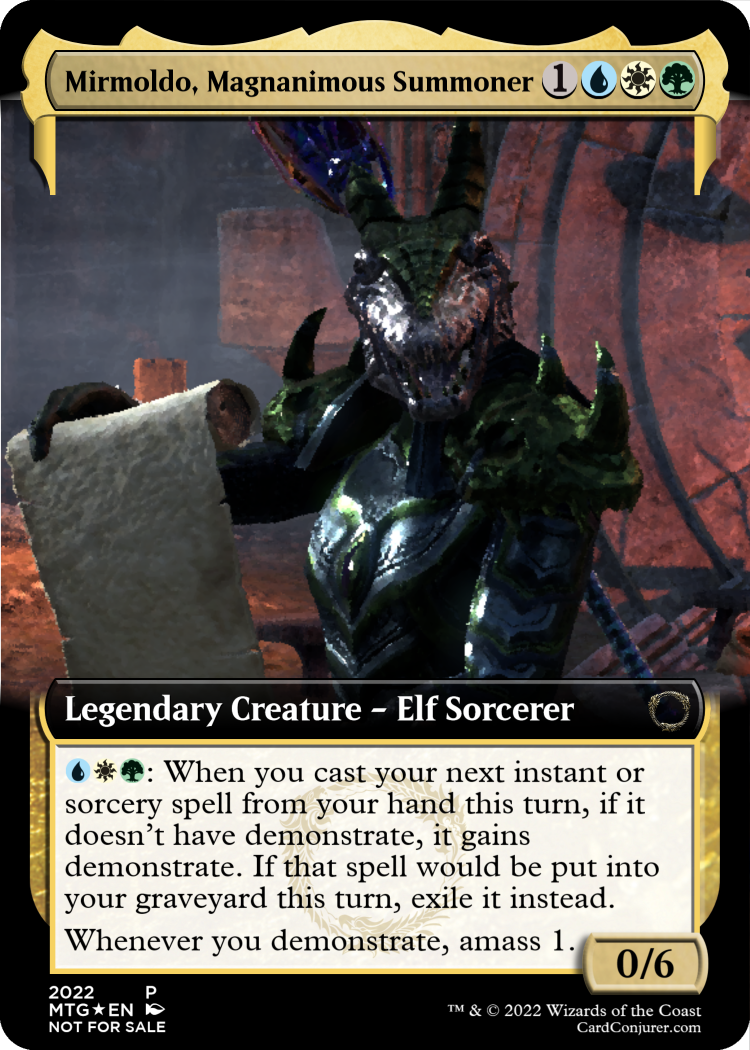 Mirmoldo, Magnanimous Summoner 1
Legendary Creature – Elf Sorcerer
: When you cast your next instant or
sorcery spell from your hand this turn, if it
doesn't have demonstrate, it gains
demonstrate. If that spell would be put into
your graveyard this turn, exile it instead.
Whenever you demonstrate, amass 1.
0/6
2022 P
MTG★EN
NOT FOR SALE
™ & © 2022 Wizards of the Coast
CardConjurer.com